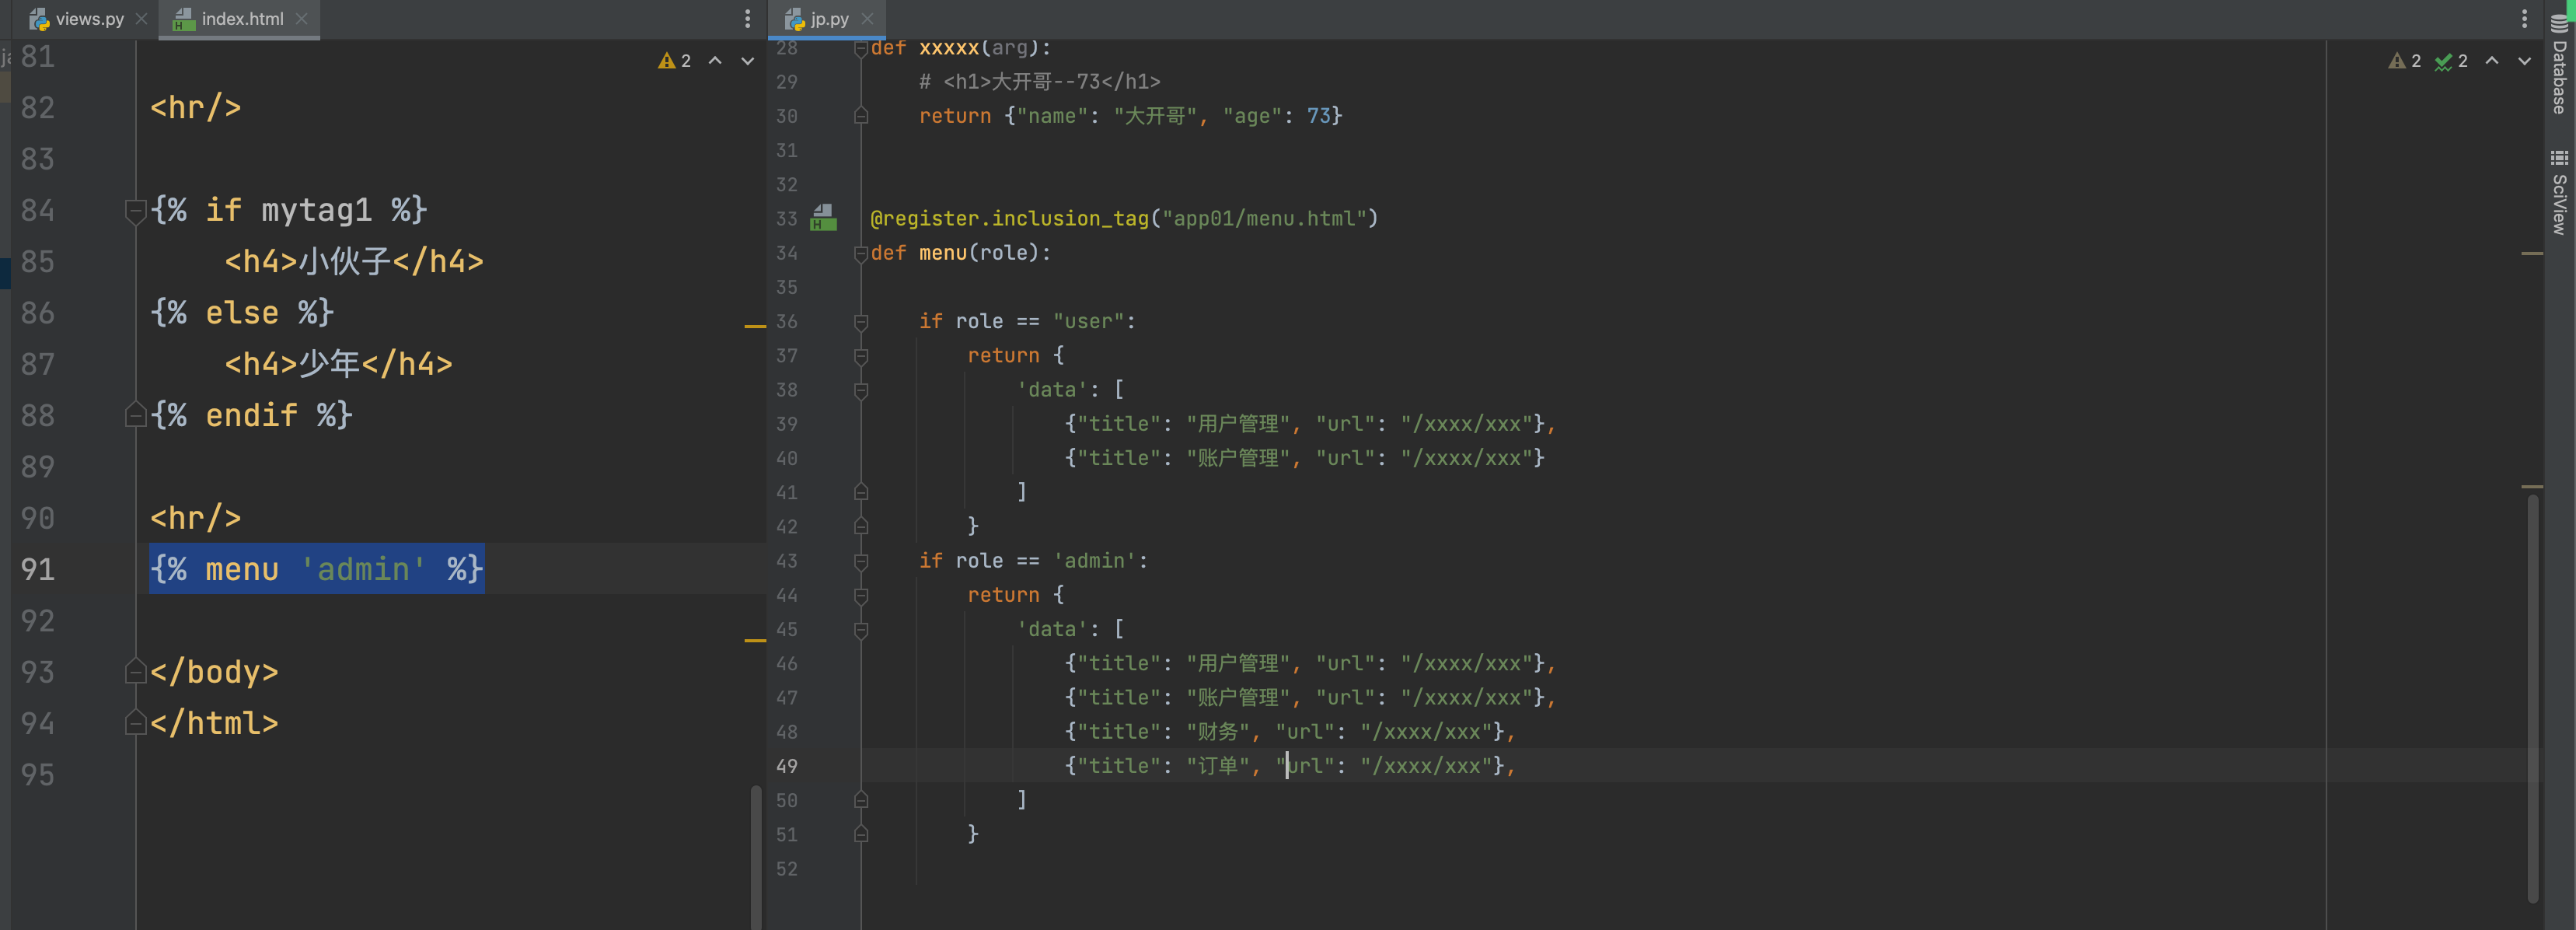 views.py
index.html
jp.py
81
82 <hr/>
83
84 {% if mytag1 %}
85 <h4>小伙子</h4>
86 {% else %}
87 <h4>少年</h4>
88 {% endif %}
89
90 <hr/>
91 {% menu 'admin' %}
92
93 </body>
94 </html>
95
2
28 def xxxxx(arg):
29 # <h1>大开哥--73</h1>
30 return {"name": "大开哥", "age": 73}
31
32
33 @register.inclusion_tag("app01/menu.html")
34 def menu(role):
35
36 if role == "user":
37 return {
38 'data': [
39 {"title": "用户管理", "url": "/xxxx/xxx"},
40 {"title": "账户管理", "url": "/xxxx/xxx"}
41 ]
42 }
43 if role == 'admin':
44 return {
45 'data': [
46 {"title": "用户管理", "url": "/xxxx/xxx"},
47 {"title": "账户管理", "url": "/xxxx/xxx"},
48 {"title": "财务", "url": "/xxxx/xxx"},
49 {"title": "订单", "url": "/xxxx/xxx"},
50 ]
51 }
52
2 2
Database
SciView